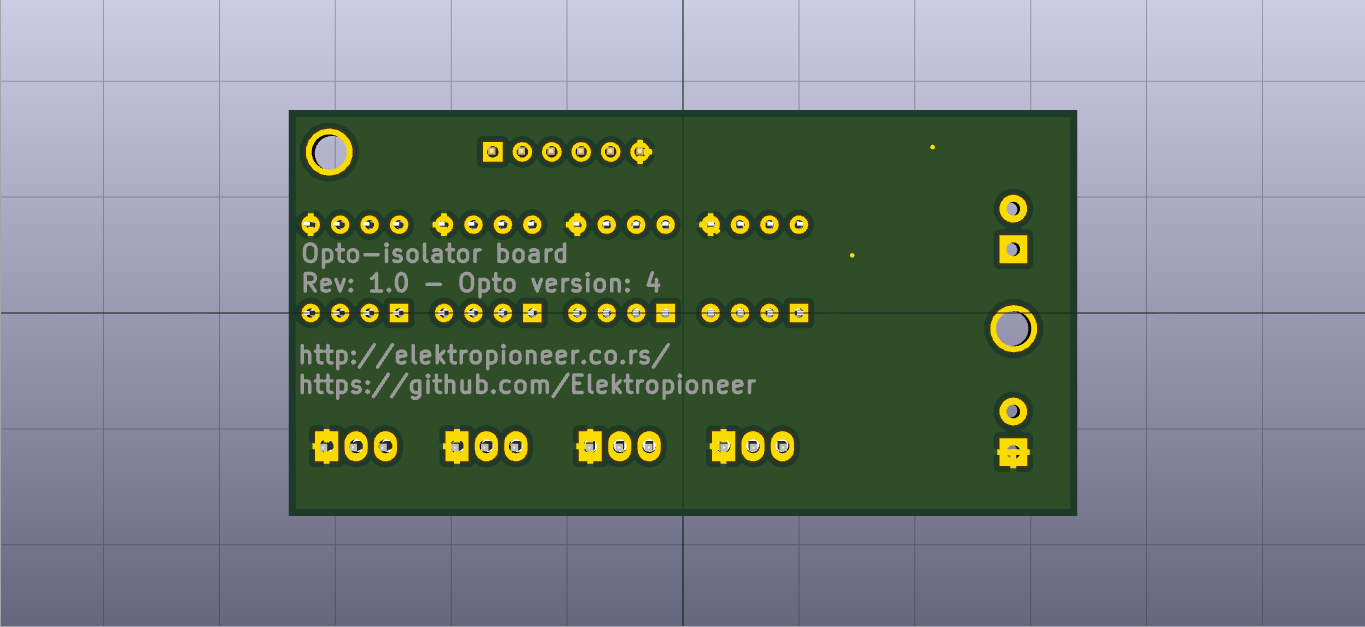 Opto-isolator board
Rev: 1.0 - Opto version: 4
http://elektropioneer.co.rs/
https://github.com/Elektropioneer